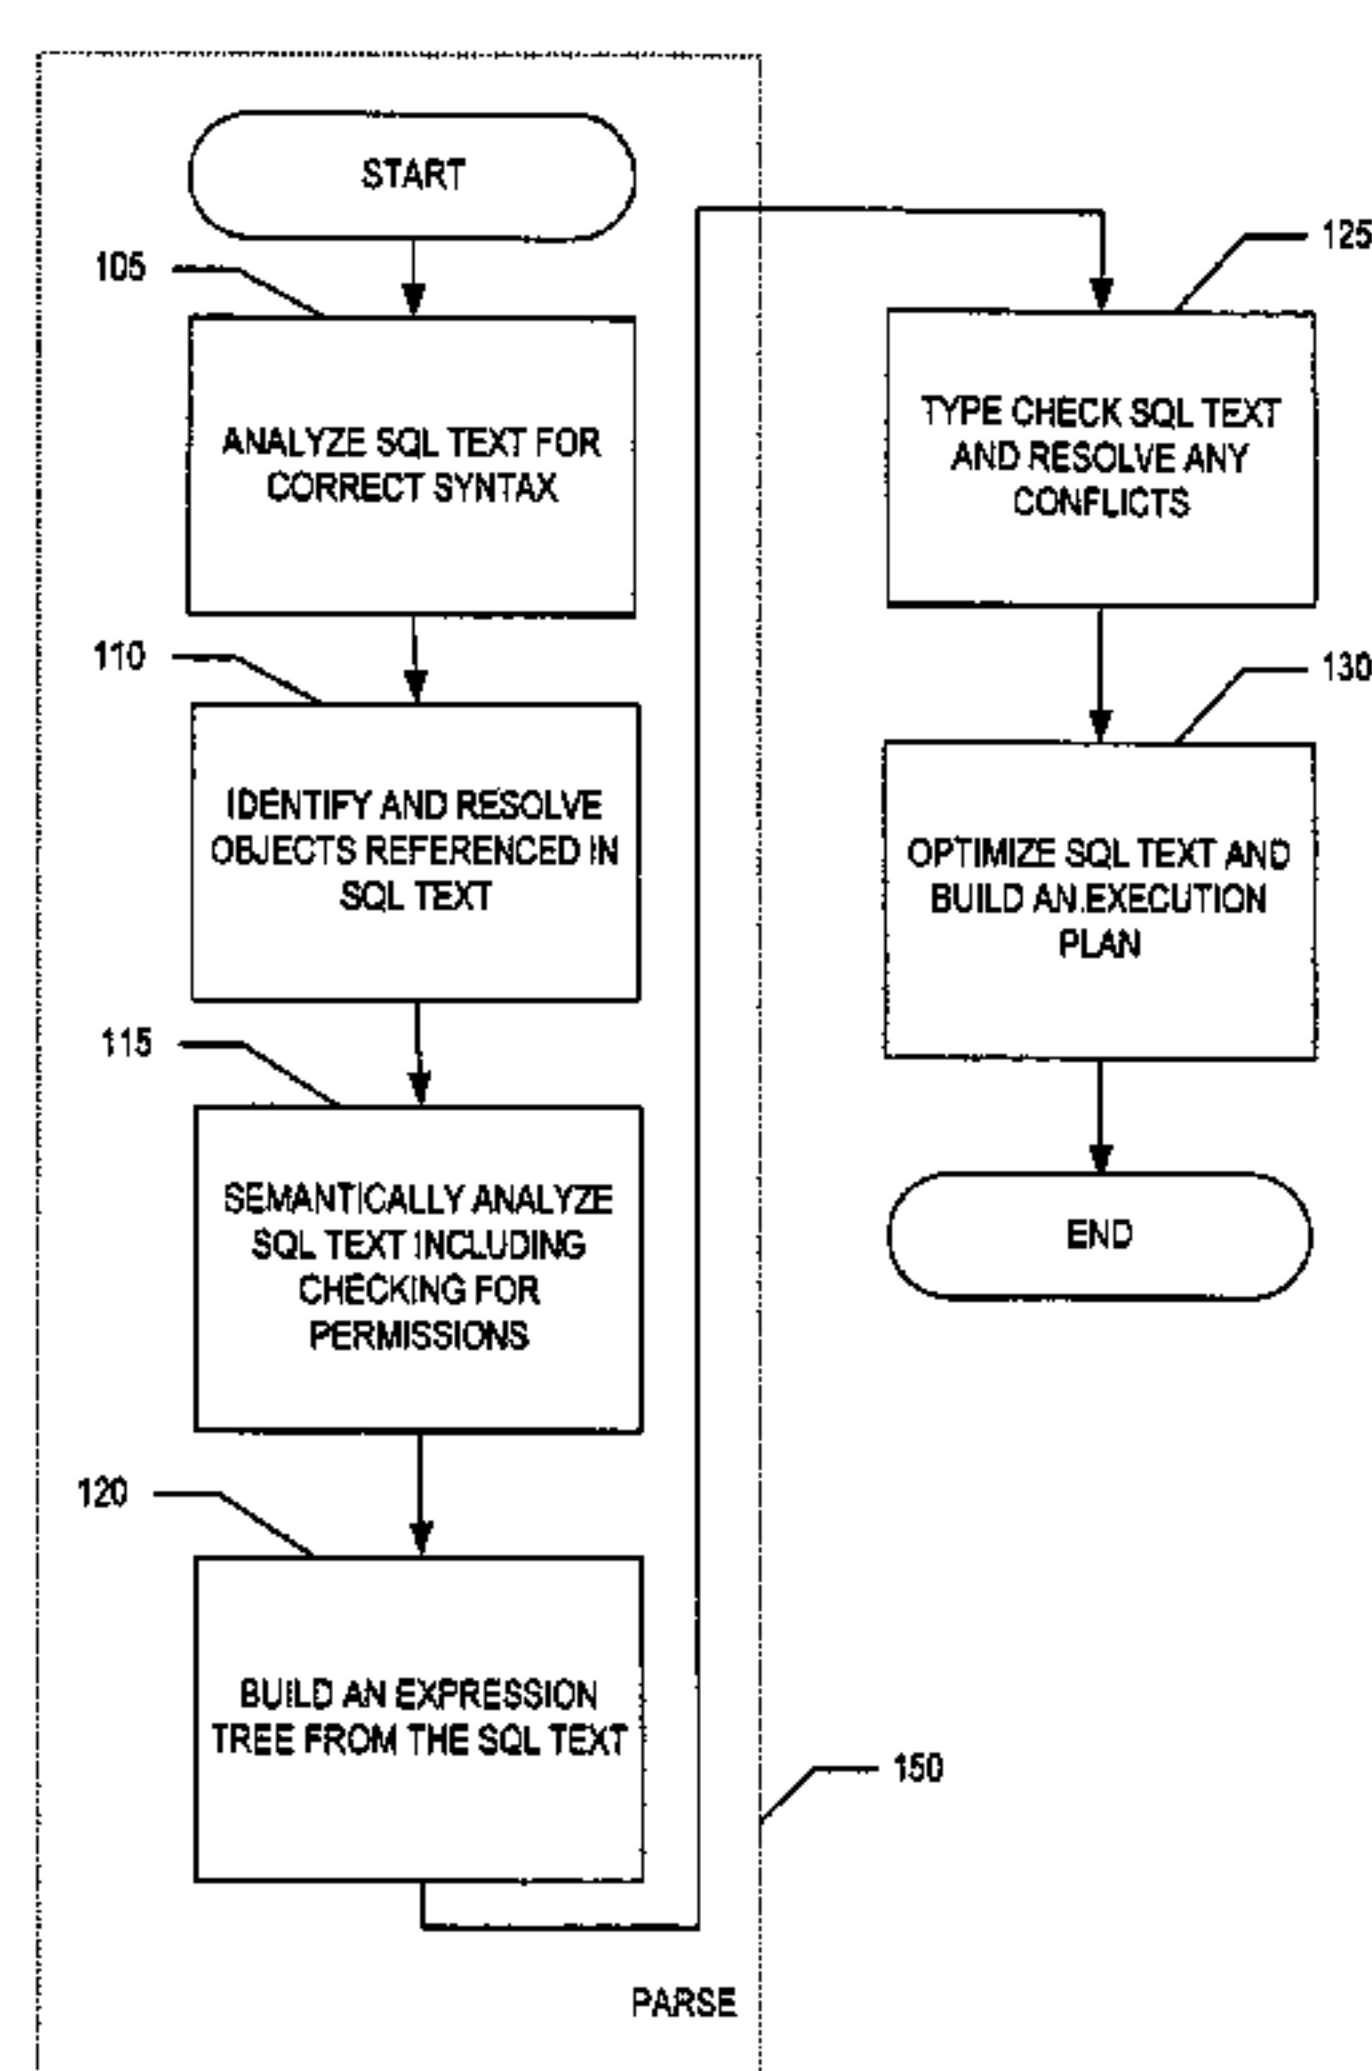 START
105
ANALYZE SQL TEXT FOR
CORRECT SYNTAX
110
IDENTIFY AND RESOLVE
OBJECTS REFERENCED IN
SQL TEXT
115
SEMANTICALLY ANALYZE
SQL TEXT INCLUDING
CHECKING FOR
PERMISSIONS
120
BUILD AN EXPRESSION
TREE FROM THE SQL TEXT
PARSE
150
125
TYPE CHECK SQL TEXT
AND RESOLVE ANY
CONFLICTS
130
OPTIMIZE SQL TEXT AND
BUILD AN EXECUTION
PLAN
END